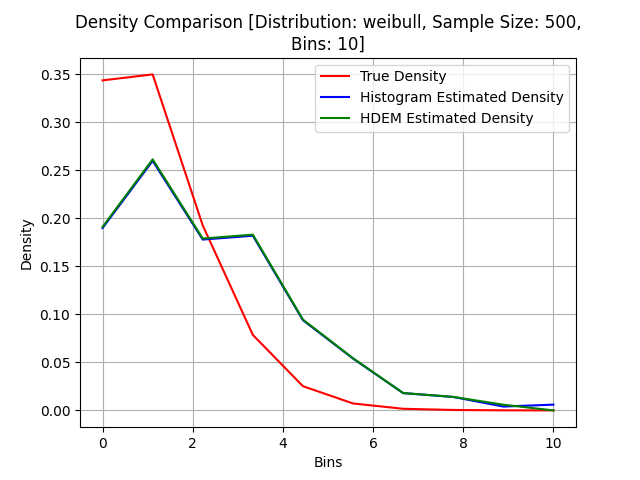 Density Comparison [Distribution: weibull, Sample Size: 500,
Bins: 10]
True Density
Histogram Estimated Density
HDEM Estimated Density
Density
0.35
0.30
0.25
0.20
0.15
0.10
0.05
0.00
0 2 4 6 8 10
Bins